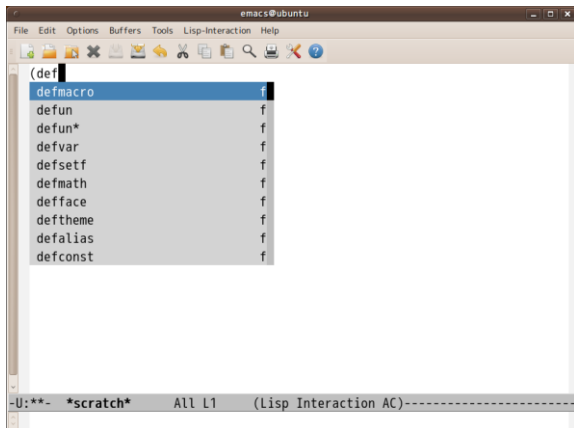 emacs@ubuntu
File Edit Options Buffers Tools Lisp-Interaction Help
(def
defmacro f
defun f
defun* f
defvar f
defsetf f
defmath f
defface f
deftheme f
defalias f
defconst f
-U:**- *scratch* All L1 (Lisp Interaction AC)-----------------------